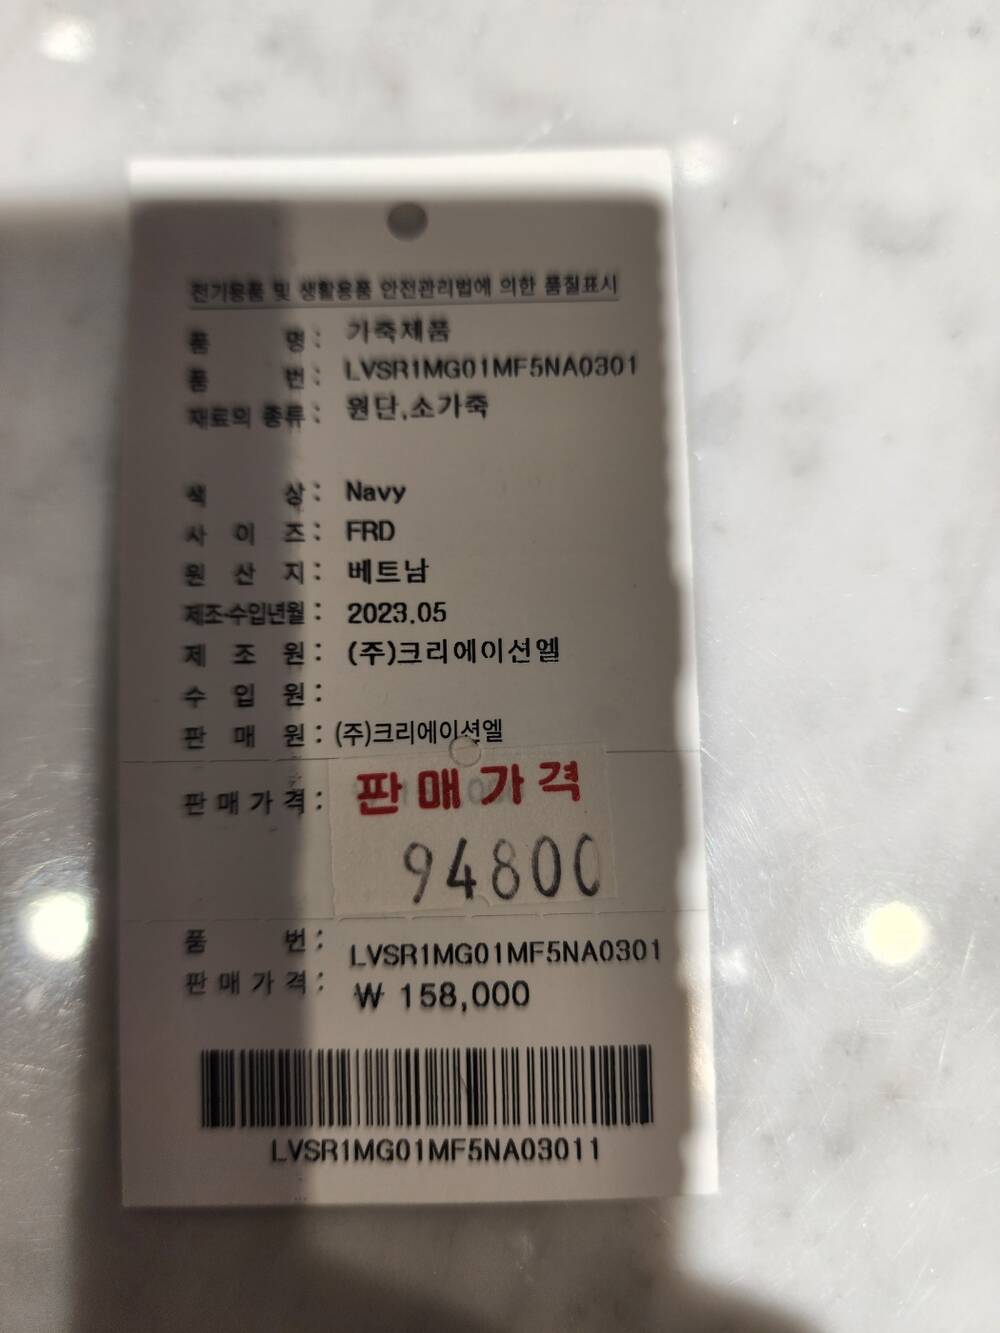 전기용품 및 생활용품 안전관리법에 의한 품질표시
품 명 : 가죽제품
품 번 : LVSR1MG01MF5NA0301
재료의 종류 : 원단,소가죽
색 상 : Navy
사 이 즈 : FRD
원 산 지 : 베트남
제조·수입년월 : 2023.05
제 조 원 : (주)크리에이션엘
수 입 원 :
판 매 원 : (주)크리에이션엘
판매가격 : 판매가격
94800
품 번 : LVSR1MG01MF5NA0301
판매가격 : ₩ 158,000
LVSR1MG01MF5NA03011